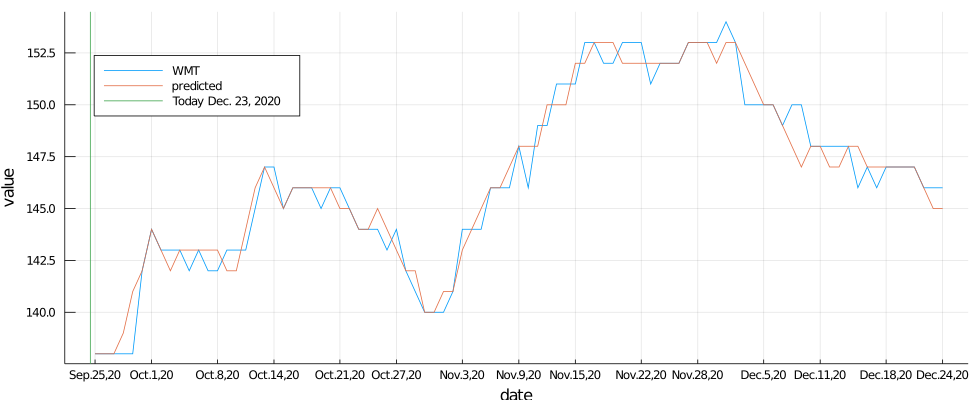 152.5
150.0
147.5
145.0
142.5
140.0
value
WMT
predicted
Today Dec. 23, 2020
Sep.25,20 Oct.1,20 Oct.8,20 Oct.14,20 Oct.21,20 Oct.27,20 Nov.3,20 Nov.9,20 Nov.15,20 Nov.22,20 Nov.28,20 Dec.5,20 Dec.11,20 Dec.18,20 Dec.24,20
date